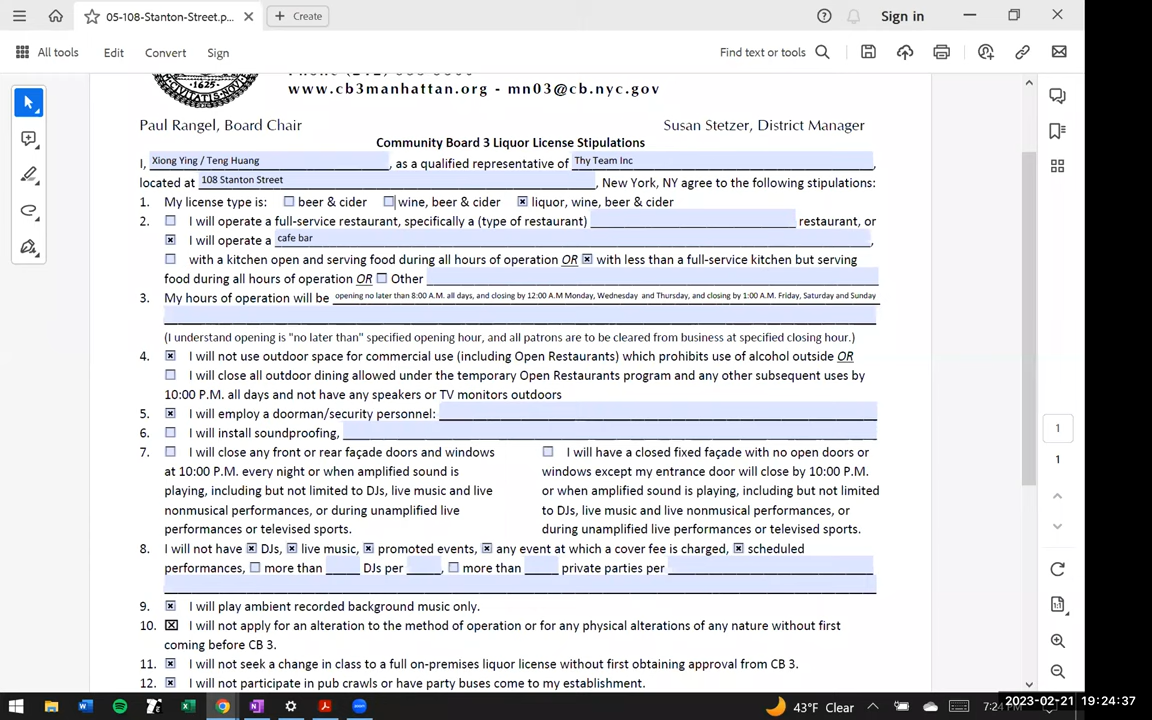 05-108-Stanton-Street.p...
Create
Sign in
All tools
Edit
Convert
Sign
Find text or tools
1625
CIVITATIS NOVI
www.cb3manhattan.org - mn03@cb.nyc.gov
Paul Rangel, Board Chair
Susan Stetzer, District Manager
Community Board 3 Liquor License Stipulations
I, Xiong Ying / Teng Huang, as a qualified representative of Thy Team Inc,
located at 108 Stanton Street, New York, NY agree to the following stipulations:
1. My license type is: beer & cider wine, beer & cider liquor, wine, beer & cider
2. I will operate a full-service restaurant, specifically a (type of restaurant) restaurant, or
I will operate a cafe bar,
with a kitchen open and serving food during all hours of operation OR with less than a full-service kitchen but serving
food during all hours of operation OR Other
3. My hours of operation will be opening no later than 8:00 A.M. all days, and closing by 12:00 A.M Monday, Wednesday and Thursday, and closing by 1:00 A.M. Friday, Saturday and Sunday
(I understand opening is "no later than" specified opening hour, and all patrons are to be cleared from business at specified closing hour.)
4. I will not use outdoor space for commercial use (including Open Restaurants) which prohibits use of alcohol outside OR
I will close all outdoor dining allowed under the temporary Open Restaurants program and any other subsequent uses by
10:00 P.M. all days and not have any speakers or TV monitors outdoors
5. I will employ a doorman/security personnel:
6. I will install soundproofing,
7. I will close any front or rear façade doors and windows
at 10:00 P.M. every night or when amplified sound is
playing, including but not limited to DJs, live music and live
nonmusical performances, or during unamplified live
performances or televised sports.
I will have a closed fixed façade with no open doors or
windows except my entrance door will close by 10:00 P.M.
or when amplified sound is playing, including but not limited
to DJs, live music and live nonmusical performances, or
during unamplified live performances or televised sports.
8. I will not have DJs, live music, promoted events, any event at which a cover fee is charged, scheduled
performances, more than DJs per, more than private parties per
9. I will play ambient recorded background music only.
10. I will not apply for an alteration to the method of operation or for any physical alterations of any nature without first
coming before CB 3.
11. I will not seek a change in class to a full on-premises liquor license without first obtaining approval from CB 3.
12. I will not participate in pub crawls or have party buses come to my establishment.
1
1
43°F Clear
2023-02-21 19:24:37